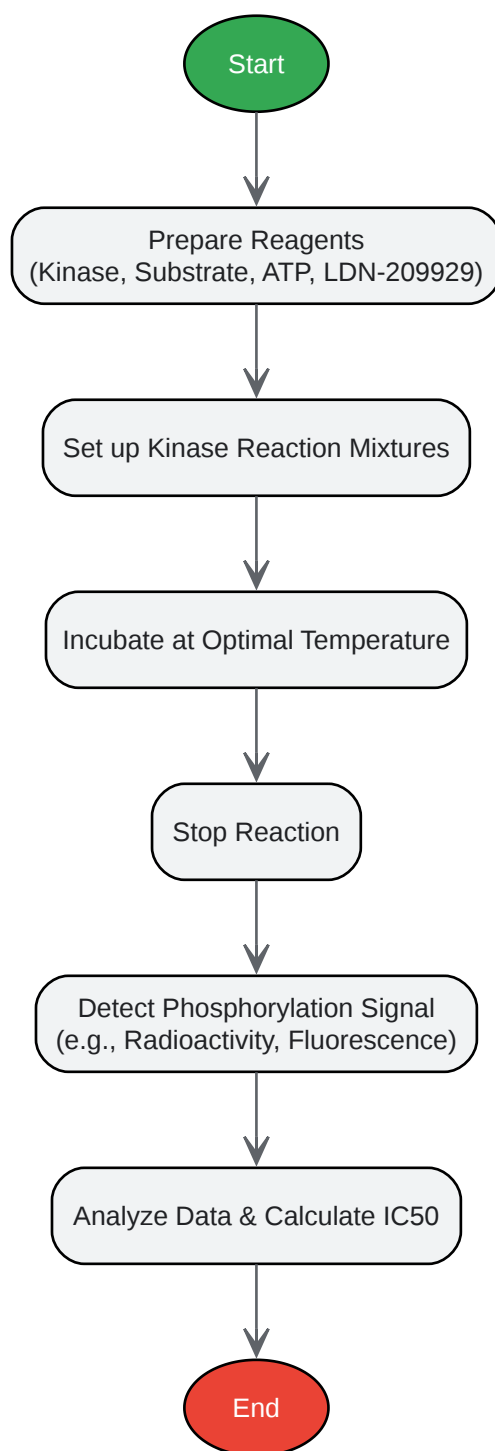 Start
Prepare Reagents
(Kinase, Substrate, ATP, LDN-209929)
Set up Kinase Reaction Mixtures
Incubate at Optimal Temperature
Stop Reaction
Detect Phosphorylation Signal
(e.g., Radioactivity, Fluorescence)
Analyze Data & Calculate IC50
End